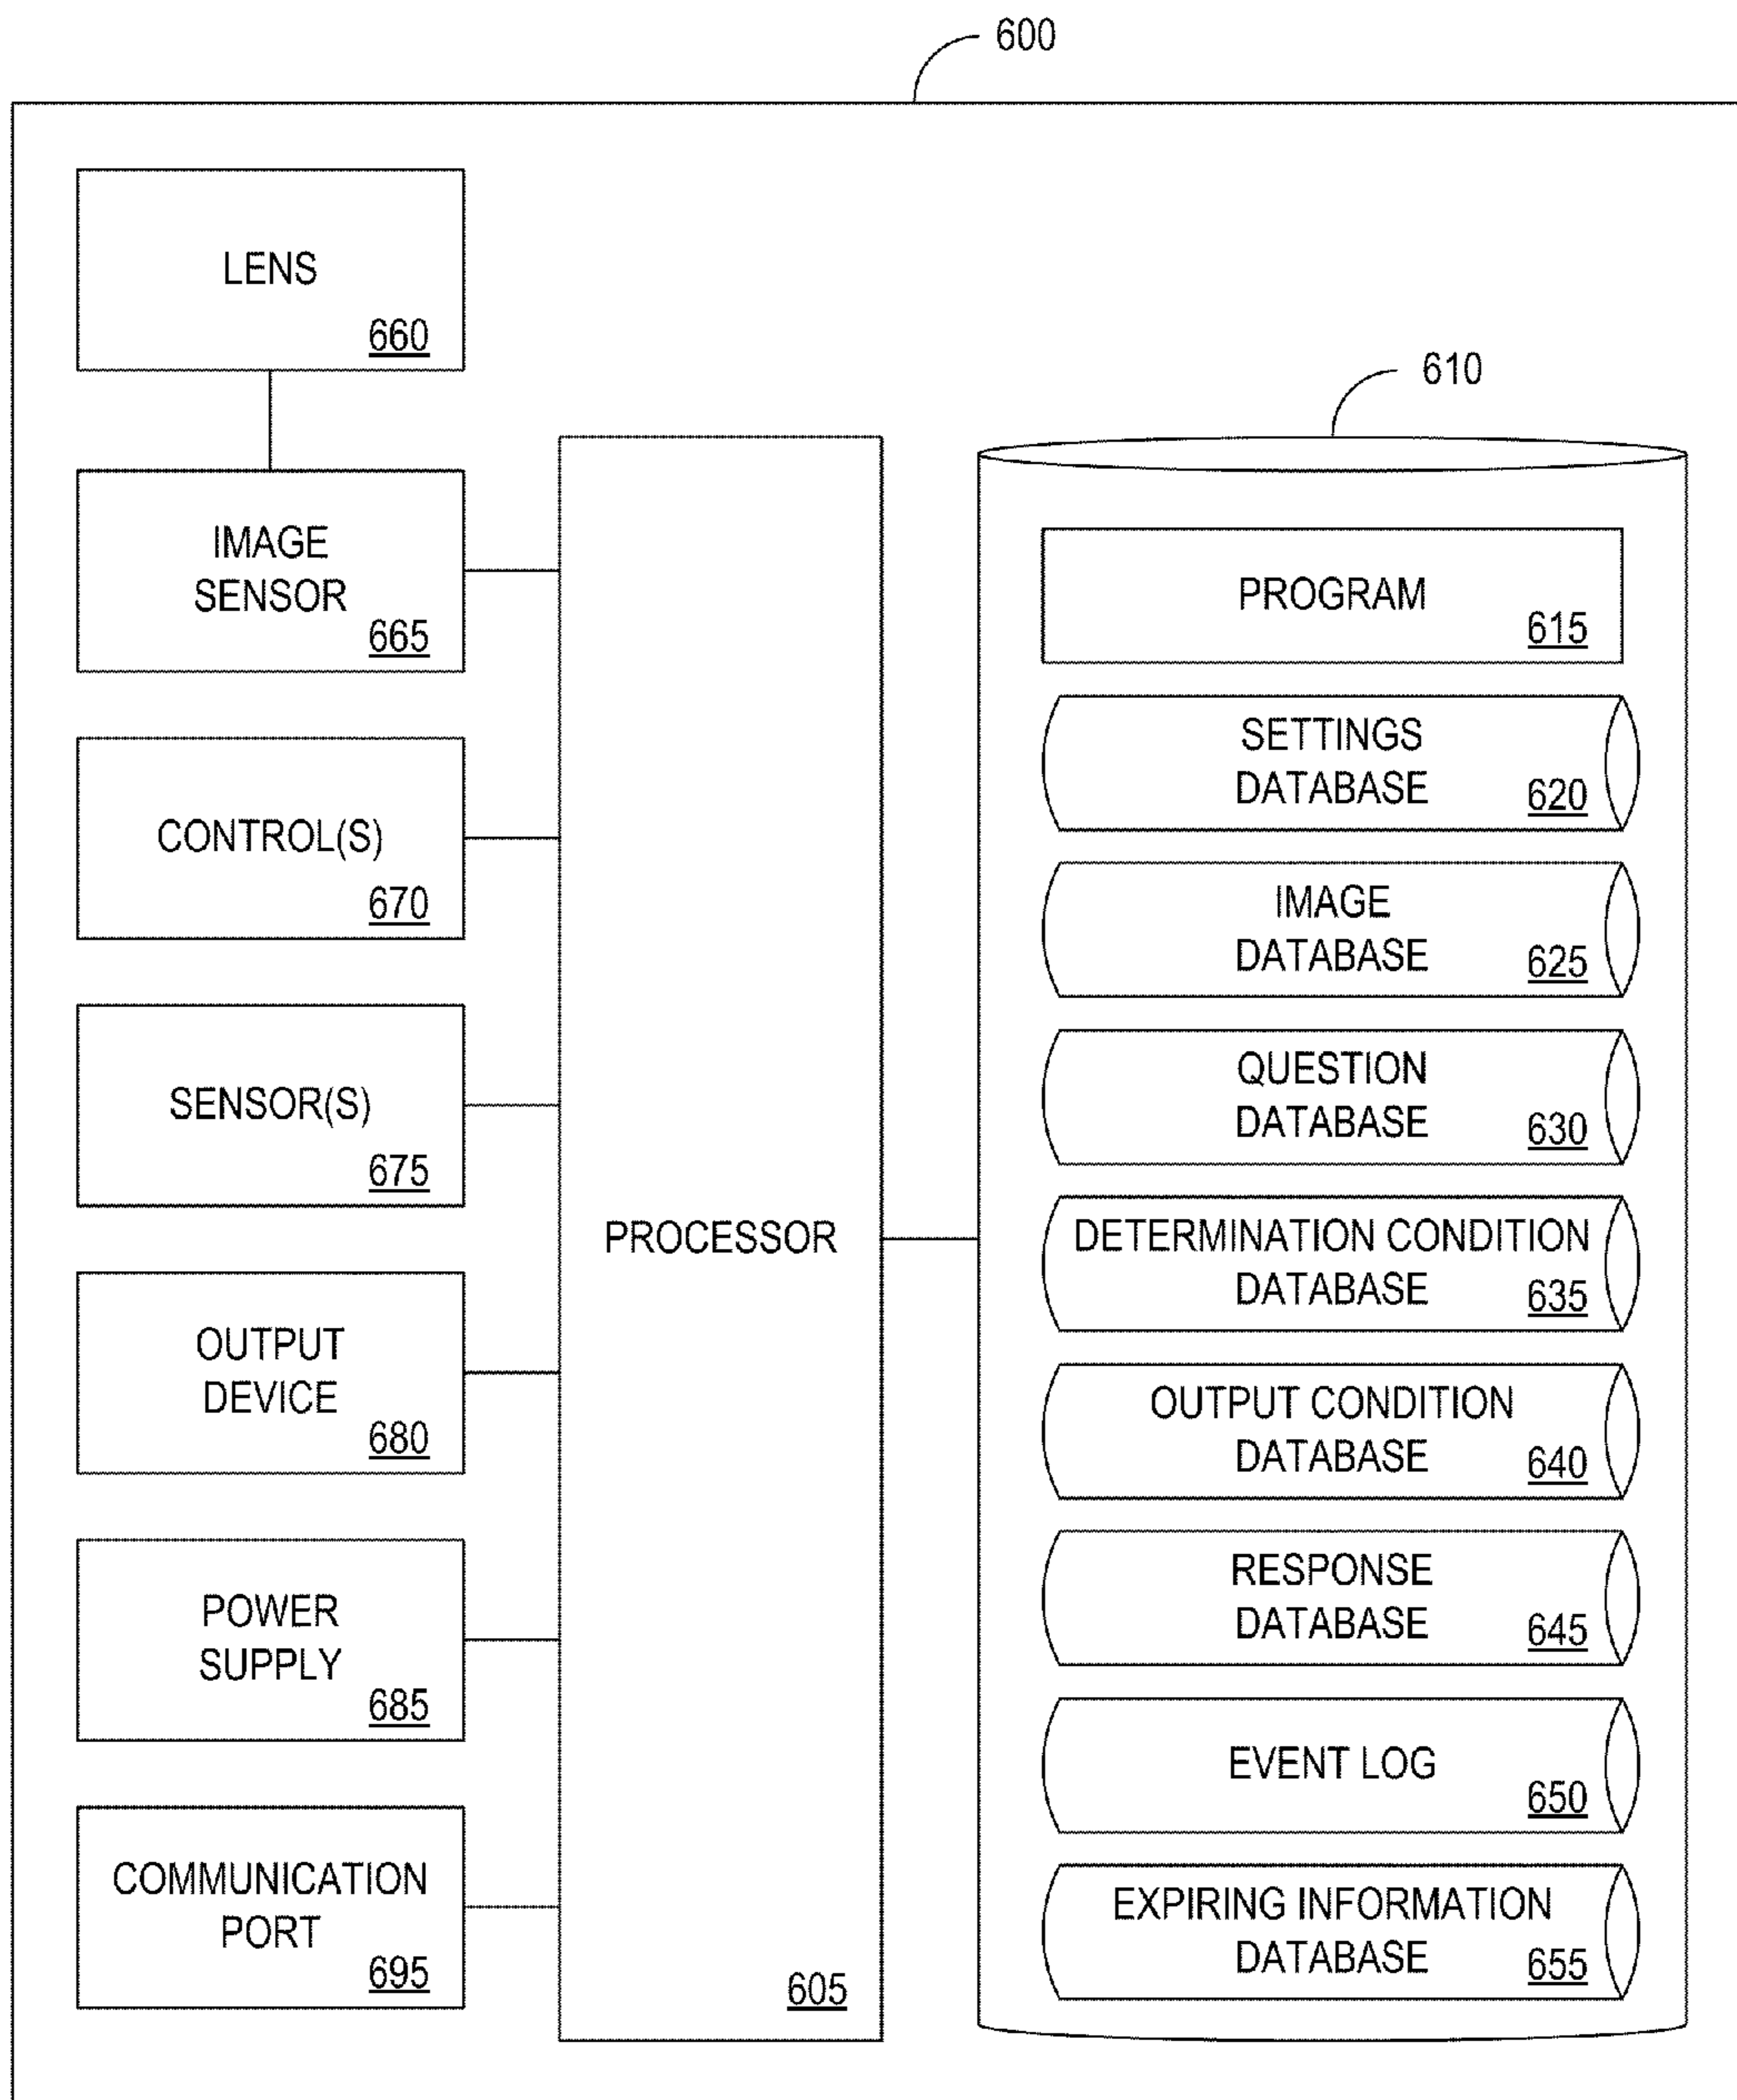 600
LENS
660
IMAGE
SENSOR
665
CONTROL(S)
670
SENSOR(S)
675
OUTPUT
DEVICE
680
POWER
SUPPLY
685
COMMUNICATION
PORT
695
PROCESSOR
605
610
PROGRAM
615
SETTINGS
DATABASE
620
IMAGE
DATABASE
625
QUESTION
DATABASE
630
DETERMINATION CONDITION
DATABASE
635
OUTPUT CONDITION
DATABASE
640
RESPONSE
DATABASE
645
EVENT LOG
650
EXPIRING INFORMATION
DATABASE
655